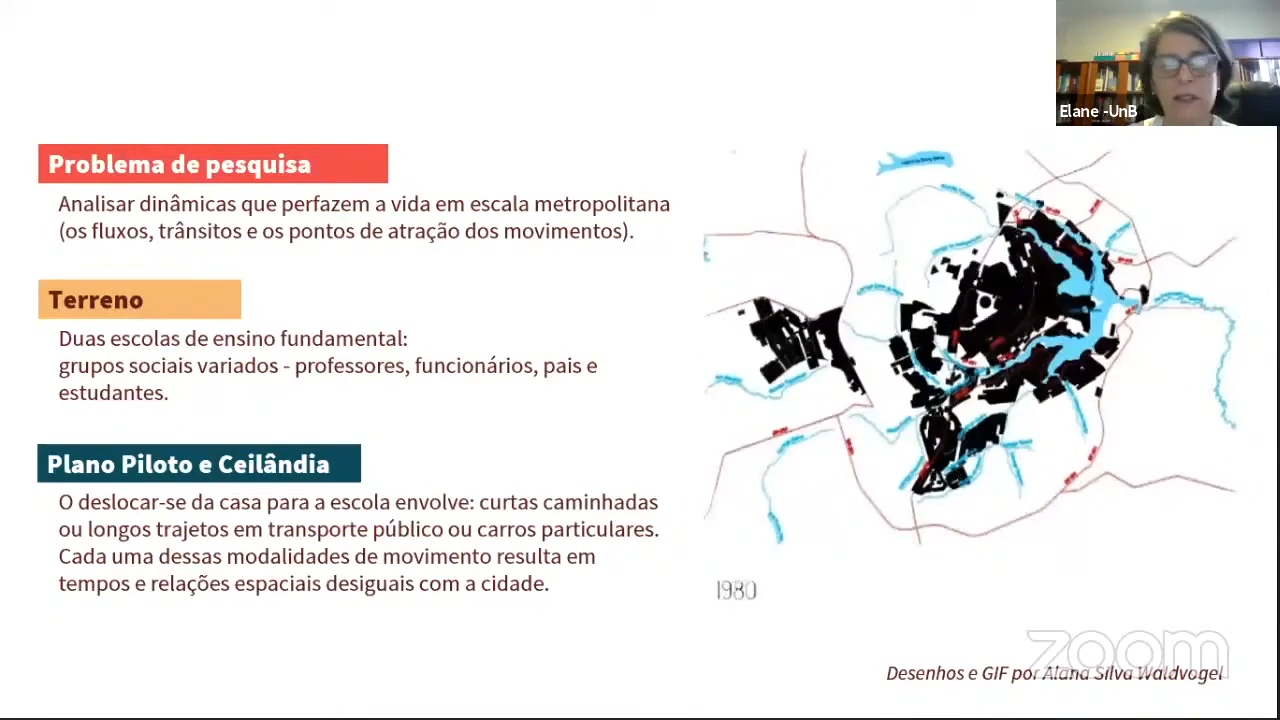 Elane -UnB
Problema de pesquisa
Analisar dinâmicas que perfazem a vida em escala metropolitana
(os fluxos, trânsitos e os pontos de atração dos movimentos).
Terreno
Duas escolas de ensino fundamental:
grupos sociais variados - professores, funcionários, pais e
estudantes.
Plano Piloto e Ceilândia
O deslocar-se da casa para a escola envolve: curtas caminhadas
ou longos trajetos em transporte público ou carros particulares.
Cada uma dessas modalidades de movimento resulta em
tempos e relações espaciais desiguais com a cidade.
1980
zoom
Desenhos e GIF por Alana Silva Waldvogel